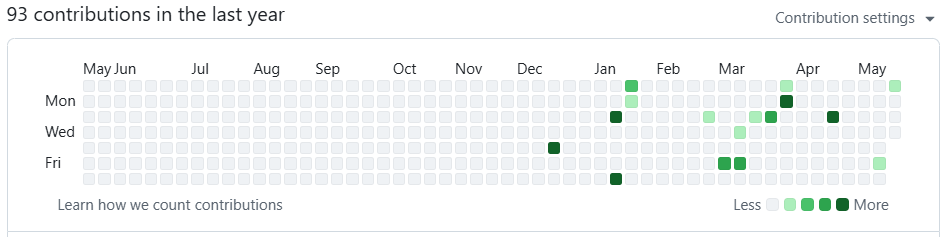 93 contributions in the last year
Contribution settings
May Jun Jul Aug Sep Oct Nov Dec Jan Feb Mar Apr May
Mon
Wed
Fri
Learn how we count contributions
Less More